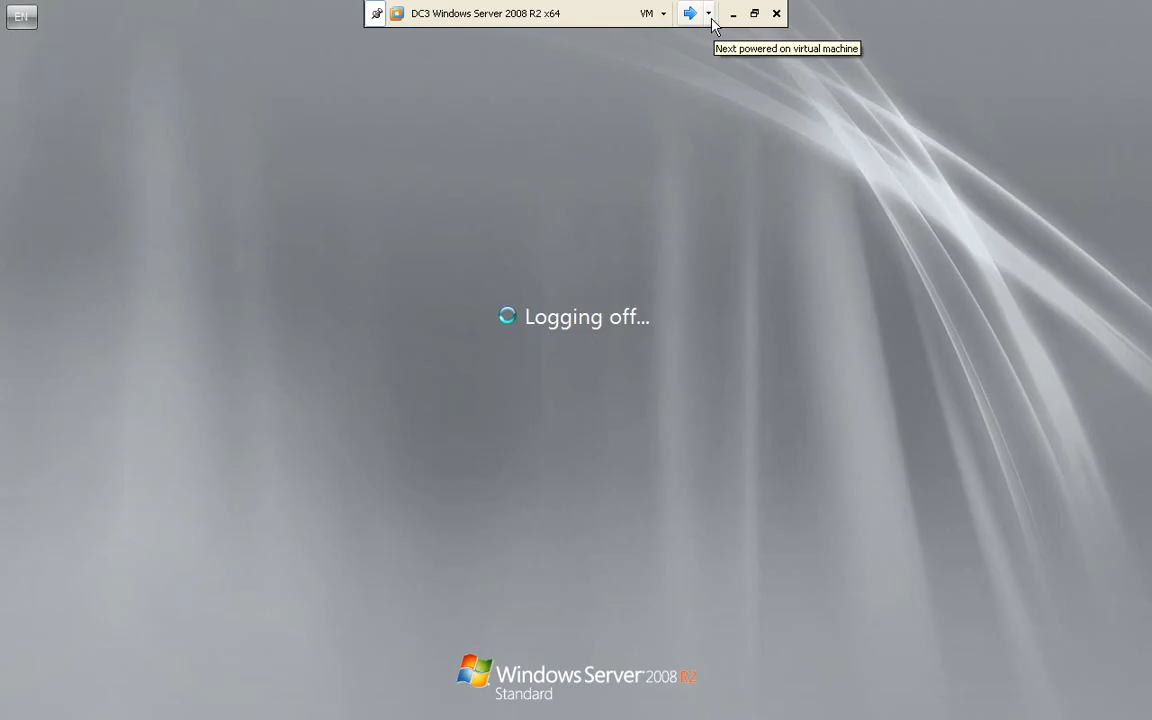 EN
DC3 Windows Server 2008 R2 x64
VM
Next powered on virtual machine
Logging off...
Windows Server 2008 R2
Standard